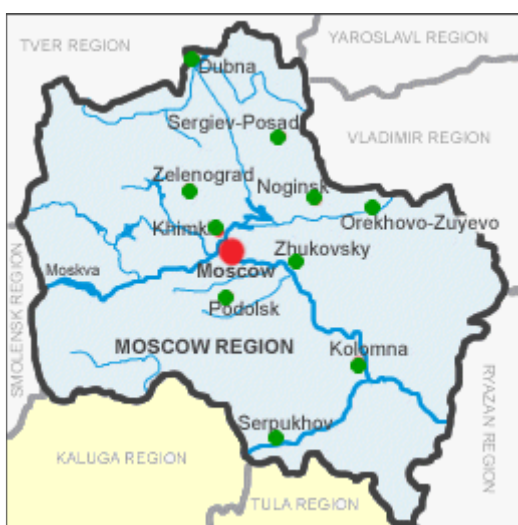 YAROSLAVL REGION
TVER REGION
Dubna
Sergiev-Posad
VLADIMIR REGION
Zelenograd
Noginsk
Khimki
Orekhovo-Zuyevo
Zhukovsky
Moskva
Moscow
Podolsk
SMOLENSK REGION
MOSCOW REGION
Kolomna
RYAZAN REGION
Serpukhov
KALUGA REGION
TULA REGION